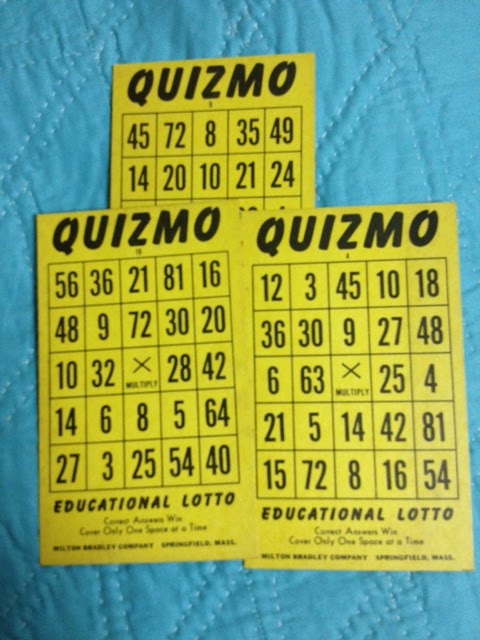 QUIZMO
9
45 72 8 35 49
14 20 10 21 24
QUIZMO
18
56 36 21 81 16
48 9 72 30 20
10 32 × 28 42
MULTIPLY
14 6 8 5 64
27 3 25 54 40
EDUCATIONAL LOTTO
Correct Answers Win
Cover Only One Space at a Time
MILTON BRADLEY COMPANY SPRINGFIELD, MASS.
QUIZMO
4
12 3 45 10 18
36 30 9 27 48
6 63 × 25 4
MULTIPLY
21 5 14 42 81
15 72 8 16 54
EDUCATIONAL LOTTO
Correct Answers Win
Cover Only One Space at a Time
MILTON BRADLEY COMPANY SPRINGFIELD, MASS.